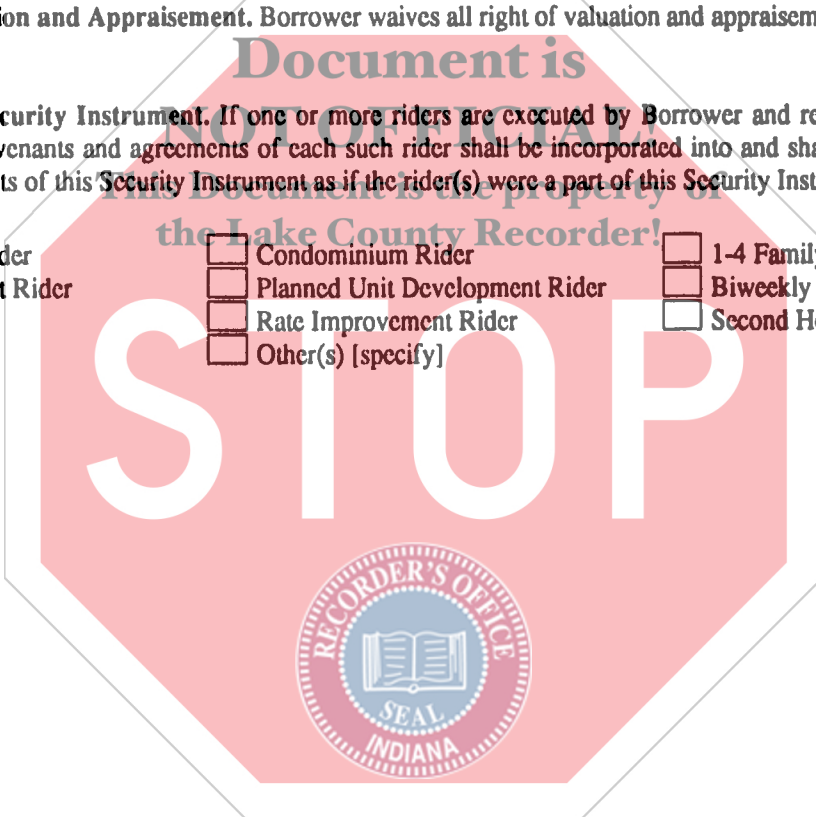 ion and Appraisement. Borrower waives all right of valuation and appraisem
Document is
NOT OFFICIAL!
curity Instrument. If one or more riders are executed by Borrower and re
venants and agreements of each such rider shall be incorporated into and sha
ts of this Security Instrument as if the rider(s) were a part of this Security Inst
This Document is the property of
the Lake County Recorder!
der Condominium Rider 1-4 Family
t Rider Planned Unit Development Rider Biweekly
Rate Improvement Rider Second Ho
Other(s) [specify]
STOP
RECORDER'S OFFICE
SEAL
INDIANA